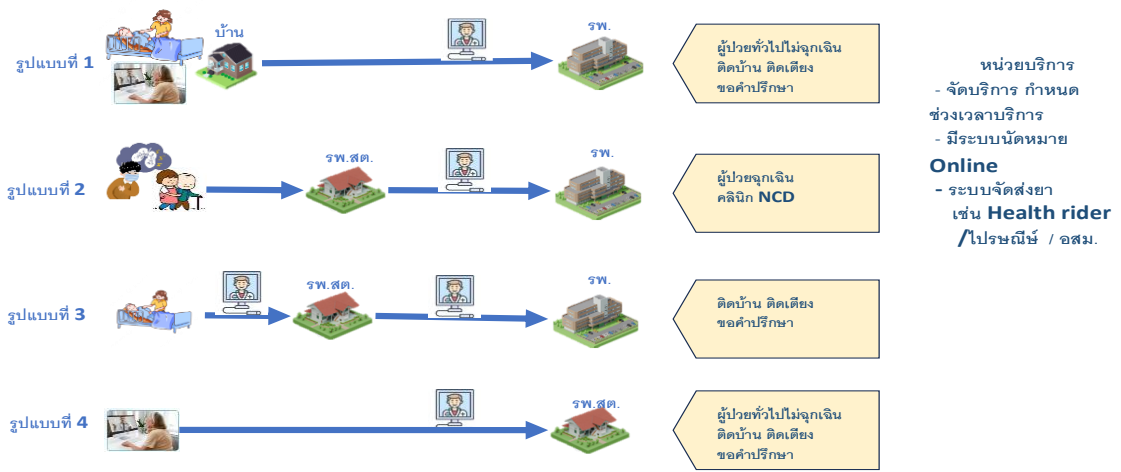 รูปแบบที่ 1
บ้าน
รพ.
ผู้ป่วยทั่วไปไม่ฉุกเฉิน
ติดบ้าน ติดเตียง
ขอคำปรึกษา
รูปแบบที่ 2
รพ.สต.
รพ.
ผู้ป่วยฉุกเฉิน
คลินิก NCD
รูปแบบที่ 3
รพ.สต.
รพ.
ติดบ้าน ติดเตียง
ขอคำปรึกษา
รูปแบบที่ 4
รพ.สต.
ผู้ป่วยทั่วไปไม่ฉุกเฉิน
ติดบ้าน ติดเตียง
ขอคำปรึกษา
หน่วยบริการ
- จัดบริการ กำหนด
ช่วงเวลาบริการ
- มีระบบนัดหมาย
Online
- ระบบจัดส่งยา
เช่น Health rider
/ไปรษณีย์ / อสม.